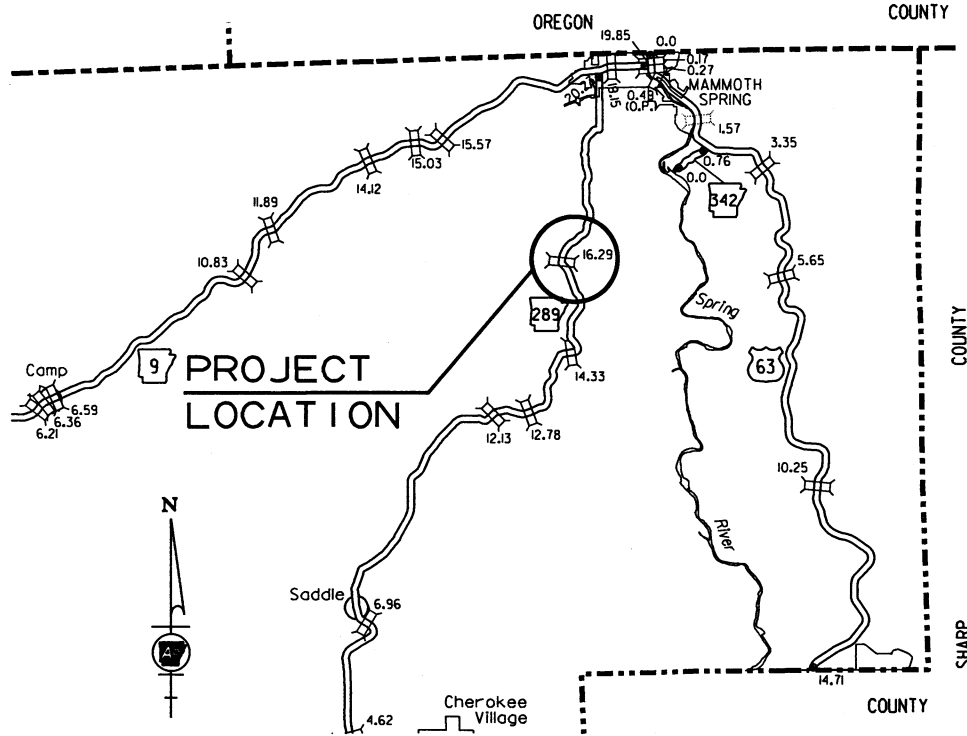 OREGON
COUNTY
19.85
0.0
0.17
0.27
MAMMOTH
SPRING
18.15
0.48
(O.P.)
1.57
15.57
15.03
14.12
3.35
0.76
0.0
342
11.89
10.83
16.29
5.65
Spring
289
COUNTY
9
PROJECT
LOCATION
63
14.33
Camp
6.59
6.36
6.21
12.13
12.78
10.25
N
River
Saddle
6.96
SHARP
14.71
Cherokee
Village
COUNTY
4.62